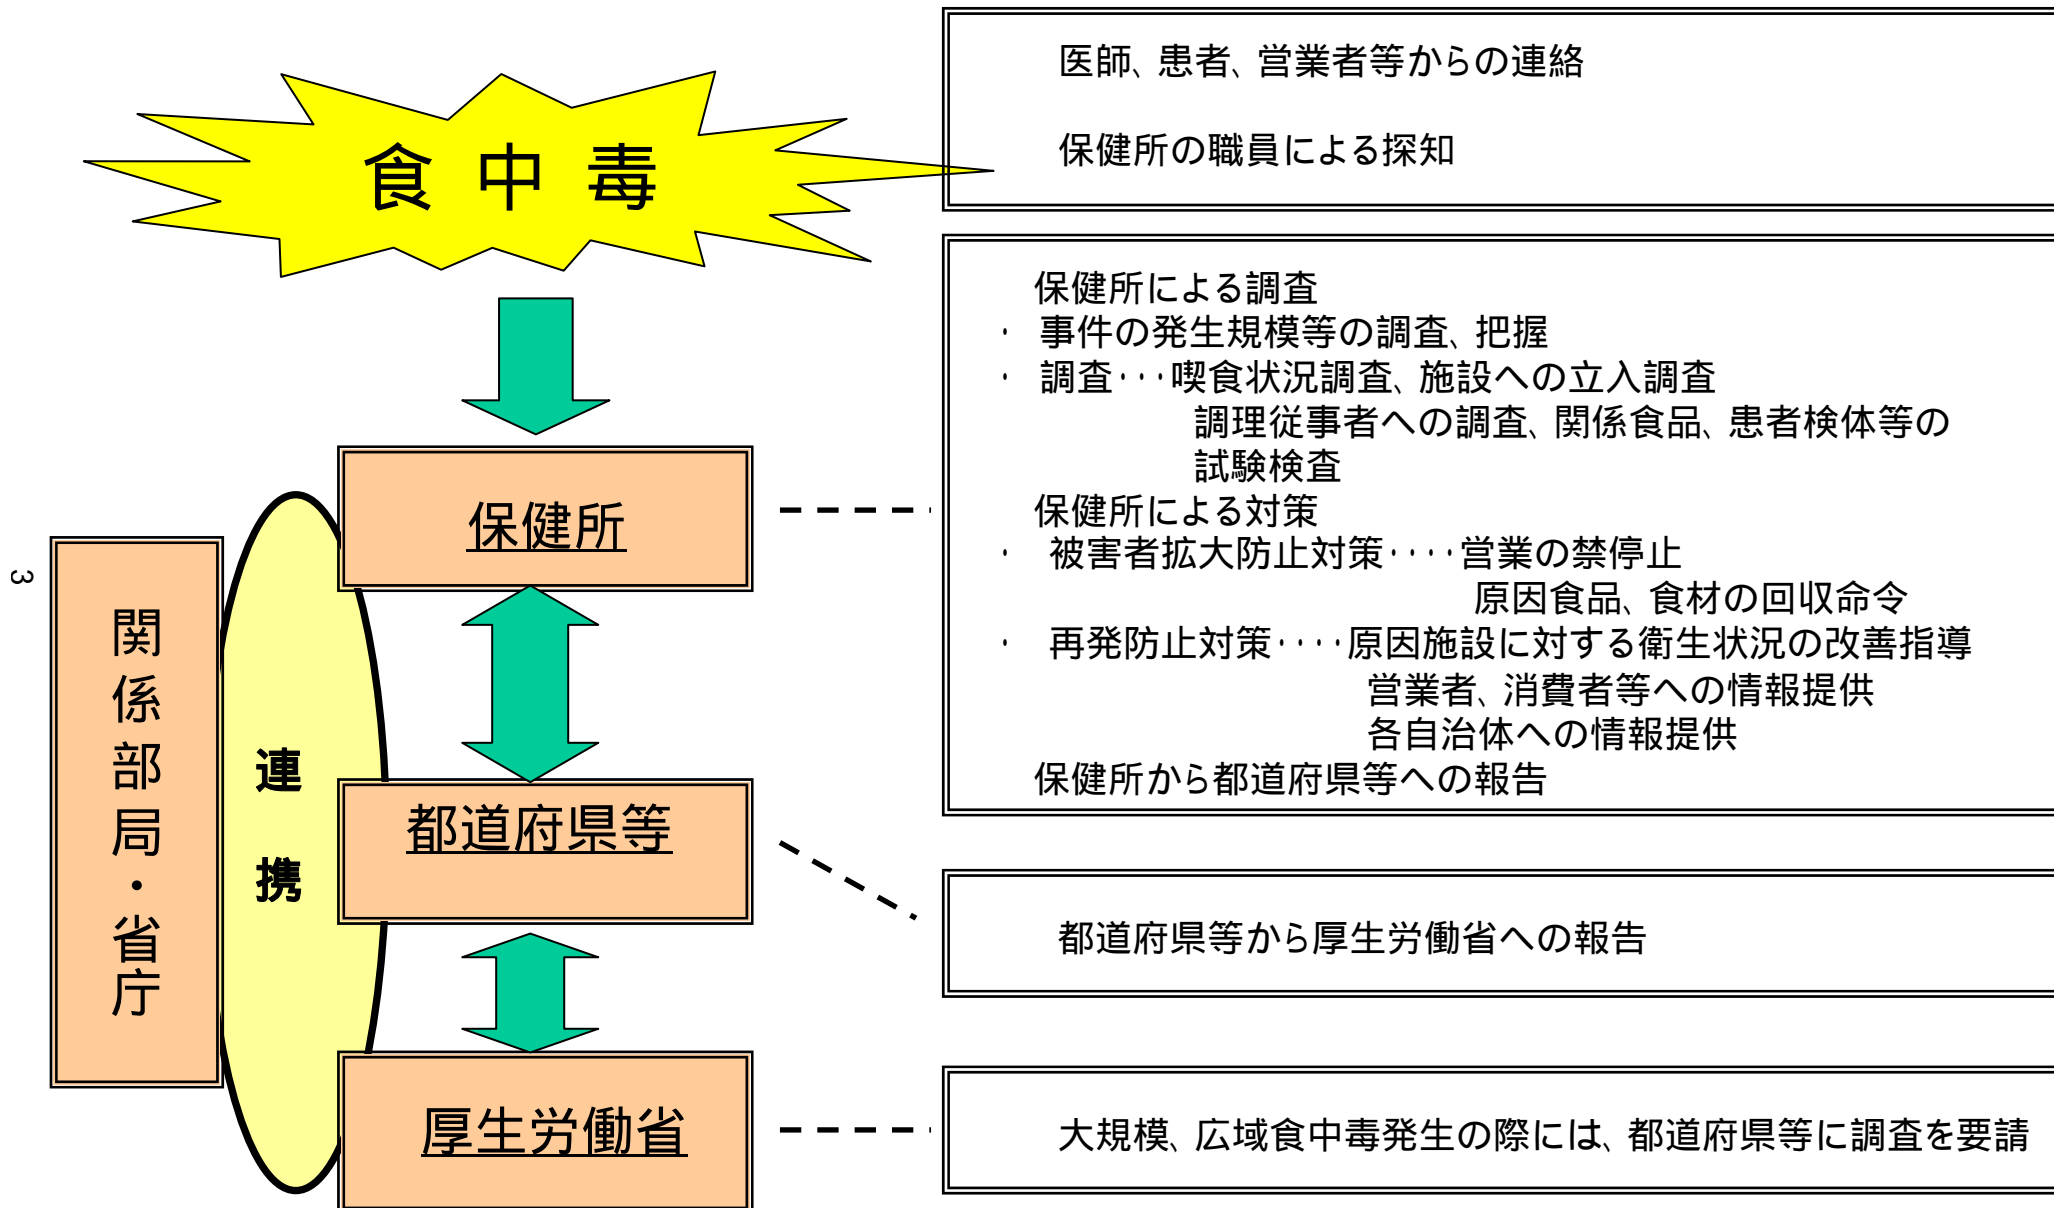 医師、患者、営業者等からの連絡
保健所の職員による探知
食中毒
保健所による調査
・ 事件の発生規模等の調査、把握
・ 調査・・・喫食状況調査、施設への立入調査
調理従事者への調査、関係食品、患者検体等の
試験検査
保健所による対策
・ 被害者拡大防止対策・・・・営業の禁停止
原因食品、食材の回収命令
・ 再発防止対策・・・・原因施設に対する衛生状況の改善指導
営業者、消費者等への情報提供
各自治体への情報提供
保健所から都道府県等への報告
保健所
3
関係部局・省庁
連携
都道府県等
都道府県等から厚生労働省への報告
厚生労働省
大規模、広域食中毒発生の際には、都道府県等に調査を要請